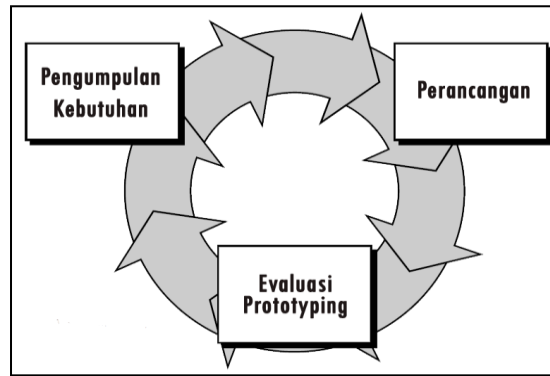 Pengumpulan
Kebutuhan
Perancangan
Evaluasi
Prototyping